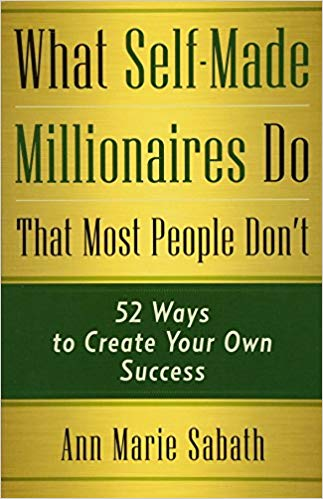 What Self-Made
Millionaires Do
That Most People Don't
52 Ways
to Create Your Own
Success
Ann Marie Sabath